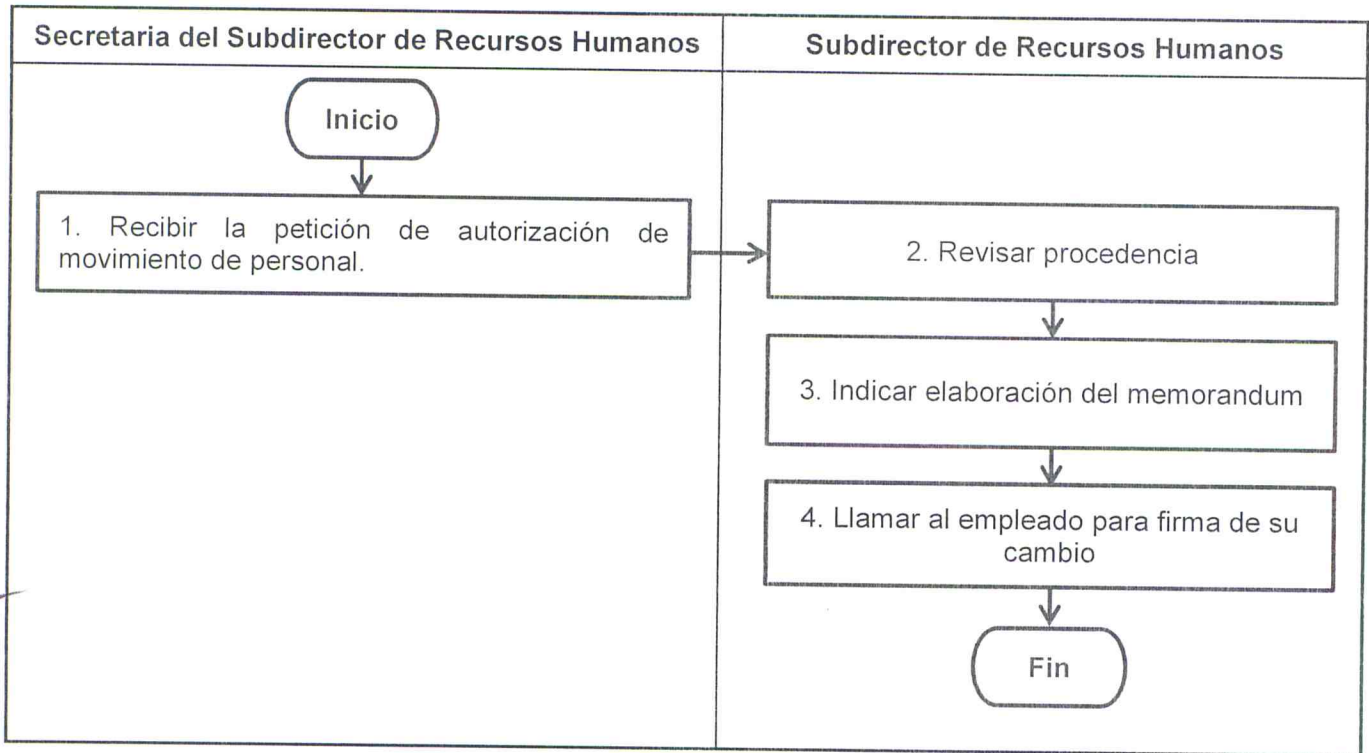 Secretaria del Subdirector de Recursos Humanos
Subdirector de Recursos Humanos
Inicio
1. Recibir la petición de autorización de
movimiento de personal.
2. Revisar procedencia
3. Indicar elaboración del memorandum
4. Llamar al empleado para firma de su
cambio
Fin